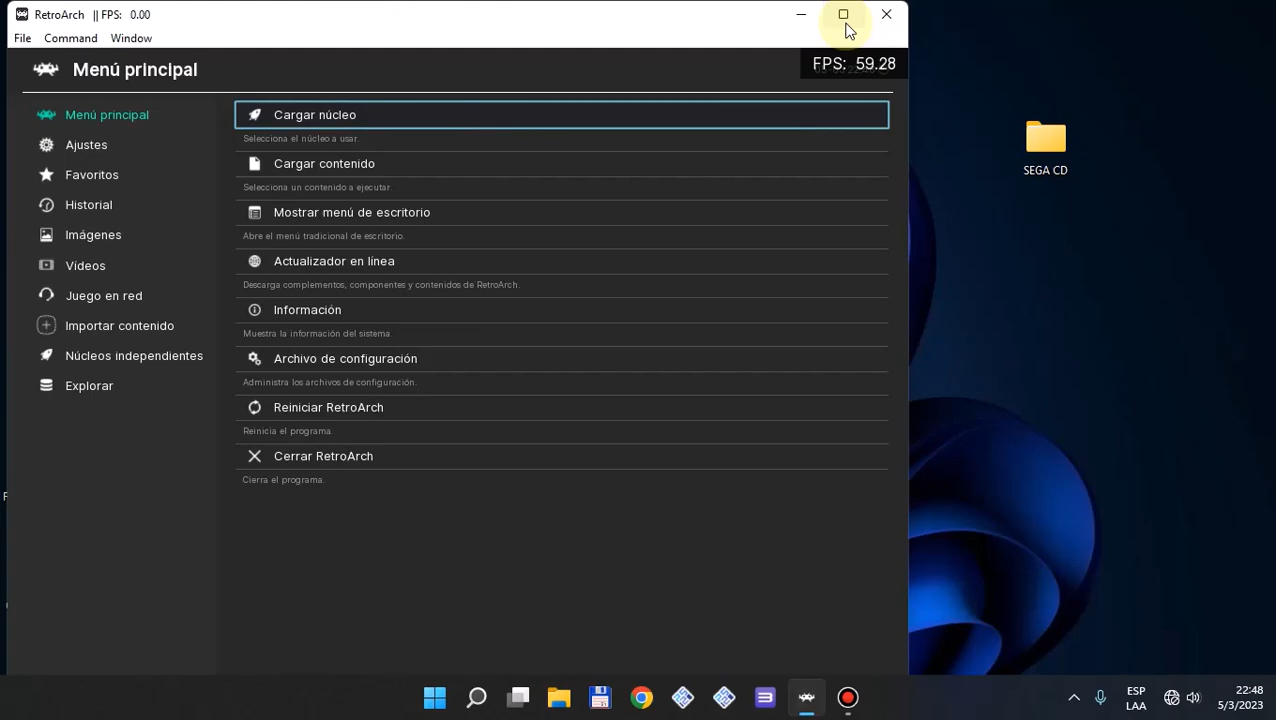 RetroArch || FPS: 0.00
File Command Window
Menú principal
FPS: 59.28
Menú principal
Ajustes
Favoritos
Historial
Imágenes
Vídeos
Juego en red
Importar contenido
Núcleos independientes
Explorar
Cargar núcleo
Selecciona el núcleo a usar.
Cargar contenido
Selecciona un contenido a ejecutar.
Mostrar menú de escritorio
Abre el menú tradicional de escritorio.
Actualizador en línea
Descarga complementos, componentes y contenidos de RetroArch.
Información
Muestra la información del sistema.
Archivo de configuración
Administra los archivos de configuración.
Reiniciar RetroArch
Reinicia el programa.
Cerrar RetroArch
Cierra el programa.
SEGA CD
ESP
LAA
22:48
5/3/2023